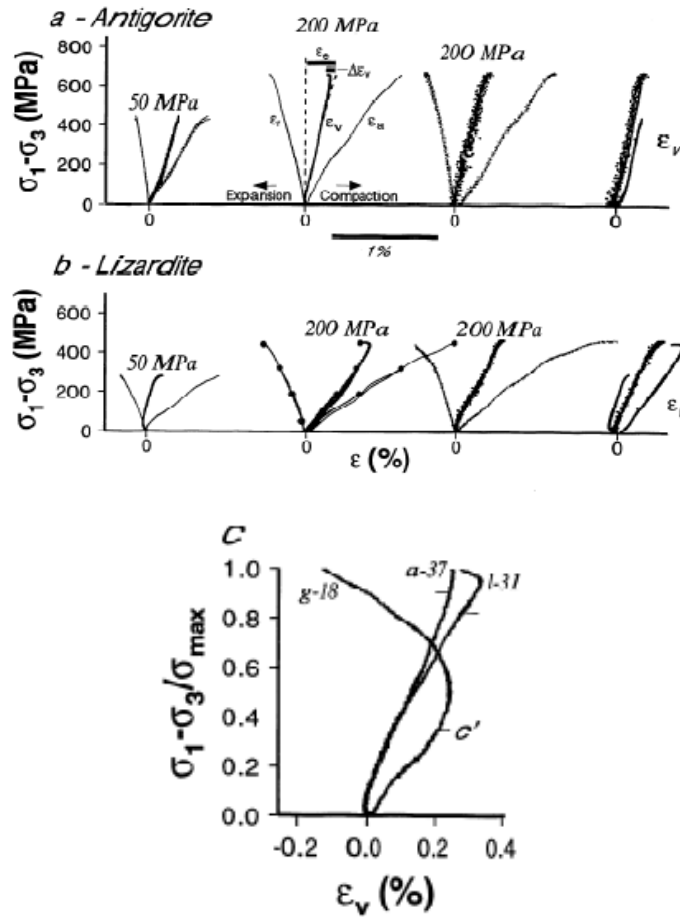 a - Antigorite
200 MPa
800
600
400
200
0
σ₁-σ₃ (MPa)
50 MPa
εₑ
Δεᵥ
εᵥ
200 MPa
εᵥ
Expansion
Compaction
0
0
0
0
1%
b - Lizardite
600
400
200
0
σ₁-σ₃ (MPa)
50 MPa
200 MPa
200 MPa
0
0
0
0
ε (%)
C
1.0
0.8
0.6
0.4
0.2
0.0
σ₁-σ₃/σmax
g-18
a-37
l-31
c'
-0.2
0.0
0.2
0.4
εᵥ (%)